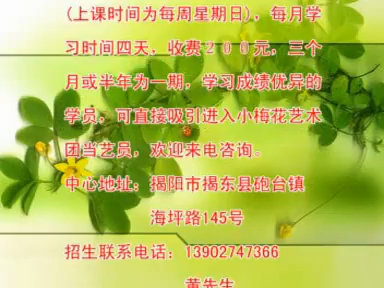 (上课时间为每周星期日)，每月学
习时间四天，收费２００元，三个
月或半年为一期，学习成绩优异的
学员，可直接吸引进入小梅花艺术
团当艺员，欢迎来电咨询。
中心地址：揭阳市揭东县砲台镇
海坪路145号
招生联系电话：13902747366
黄先生